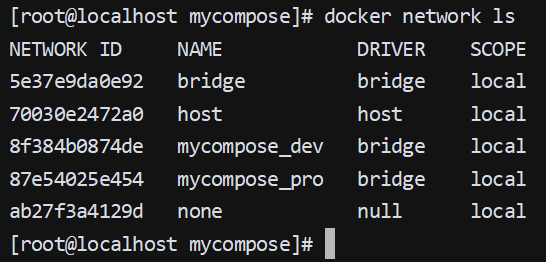 [root@localhost mycompose]# docker network ls
NETWORK ID     NAME            DRIVER    SCOPE
5e37e9da0e92   bridge          bridge    local
70030e2472a0   host            host      local
8f384b0874de   mycompose_dev   bridge    local
87e54025e454   mycompose_pro   bridge    local
ab27f3a4129d   none            null      local
[root@localhost mycompose]#